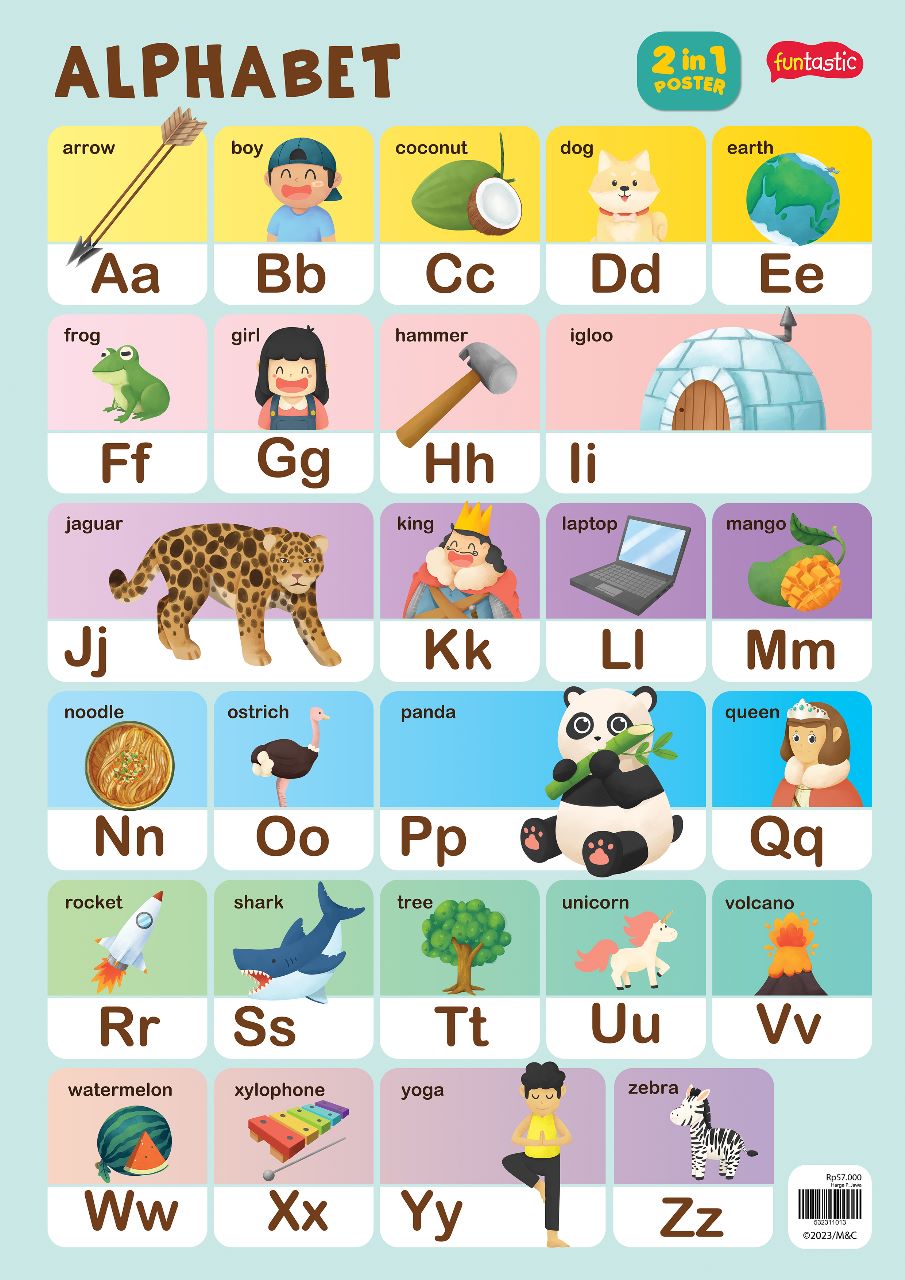 ALPHABET
2 in 1
POSTER
funtastic
arrow
Aa
boy
Bb
coconut
Cc
dog
Dd
earth
Ee
frog
Ff
girl
Gg
hammer
Hh
igloo
Ii
jaguar
Jj
king
Kk
laptop
Ll
mango
Mm
noodle
Nn
ostrich
Oo
panda
Pp
queen
Qq
rocket
Rr
shark
Ss
tree
Tt
unicorn
Uu
volcano
Vv
watermelon
Ww
xylophone
Xx
yoga
Yy
zebra
Zz
Rp57.000
Harga P. Jawa
532311013
©2023/M&C